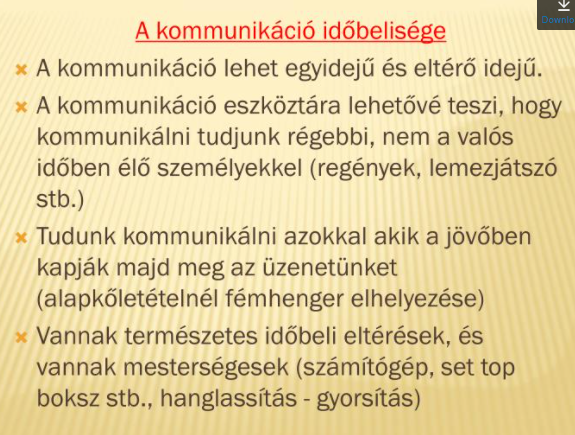 Downlo
A kommunikáció időbelisége
× A kommunikáció lehet egyidejű és eltérő idejű.
× A kommunikáció eszköztára lehetővé teszi, hogy
kommunikálni tudjunk régebbi, nem a valós
időben élő személyekkel (regények, lemezjátszó
stb.)
× Tudunk kommunikálni azokkal akik a jövőben
kapják majd meg az üzenetünket
(alapkőletételnél fémhenger elhelyezése)
× Vannak természetes időbeli eltérések, és
vannak mesterségesek (számítógép, set top
boksz stb., hanglassítás - gyorsítás)